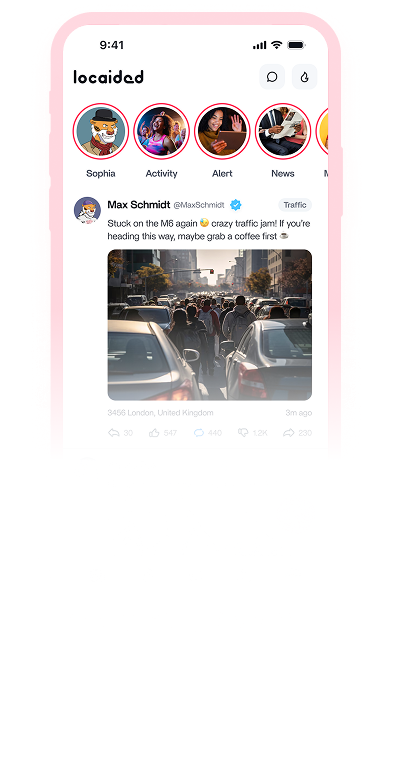 9:41
locaided
Sophia
Activity
Alert
News
Max Schmidt @MaxSchmidt
Traffic
Stuck on the M6 again 😉 crazy traffic jam! If you're
heading this way, maybe grab a coffee first ☕
3456 London, United Kingdom
3m ago
30
547
440
1.2K
230